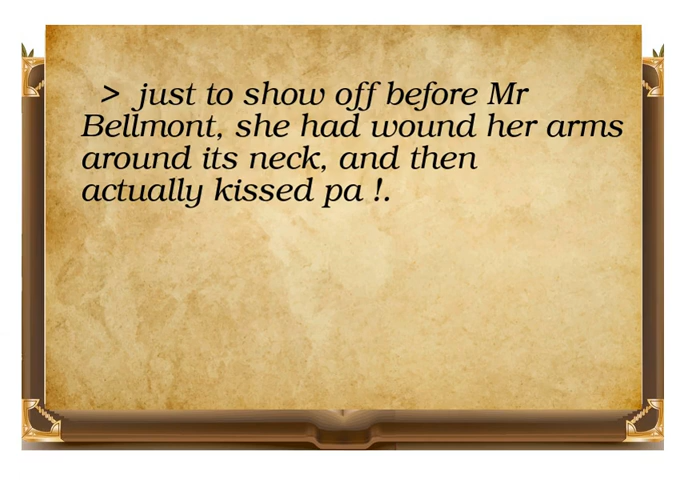 > just to show off before Mr
Bellmont, she had wound her arms
around its neck, and then
actually kissed pa !.